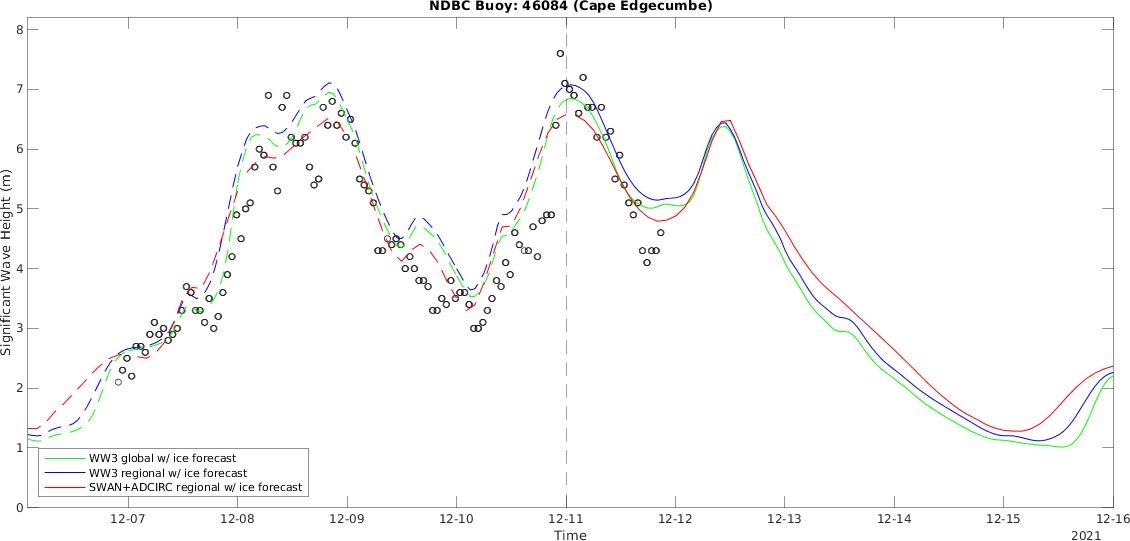 NDBC Buoy: 46084 (Cape Edgecumbe)
8
7
6
5
4
3
2
1
0
Significant Wave Height (m)
WW3 global w/ ice forecast
WW3 regional w/ ice forecast
SWAN+ADCIRC regional w/ ice forecast
12-07 12-08 12-09 12-10 12-11 12-12 12-13 12-14 12-15 12-16
Time
2021